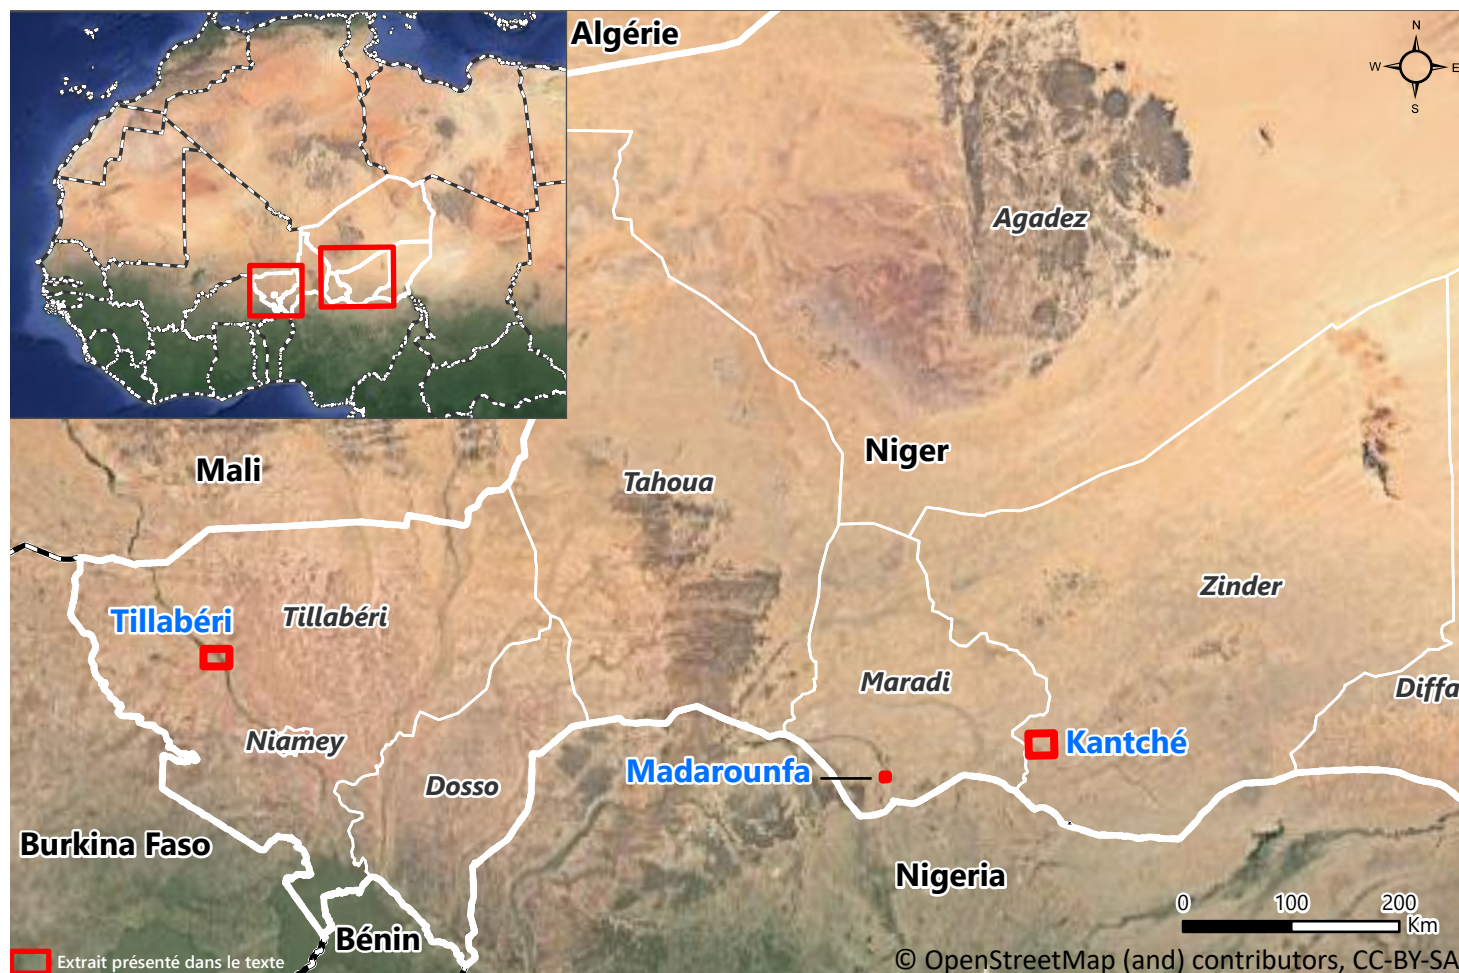 Algérie
N
W
E
S
Agadez
Mali
Niger
Tahoua
Zinder
Tillabéri
Tillabéri
Maradi
Diffa
Niamey
Kantché
Madarounfa
Dosso
Burkina Faso
Nigeria
0 100 200
Km
Bénin
Extrait présenté dans le texte
© OpenStreetMap (and) contributors, CC-BY-SA